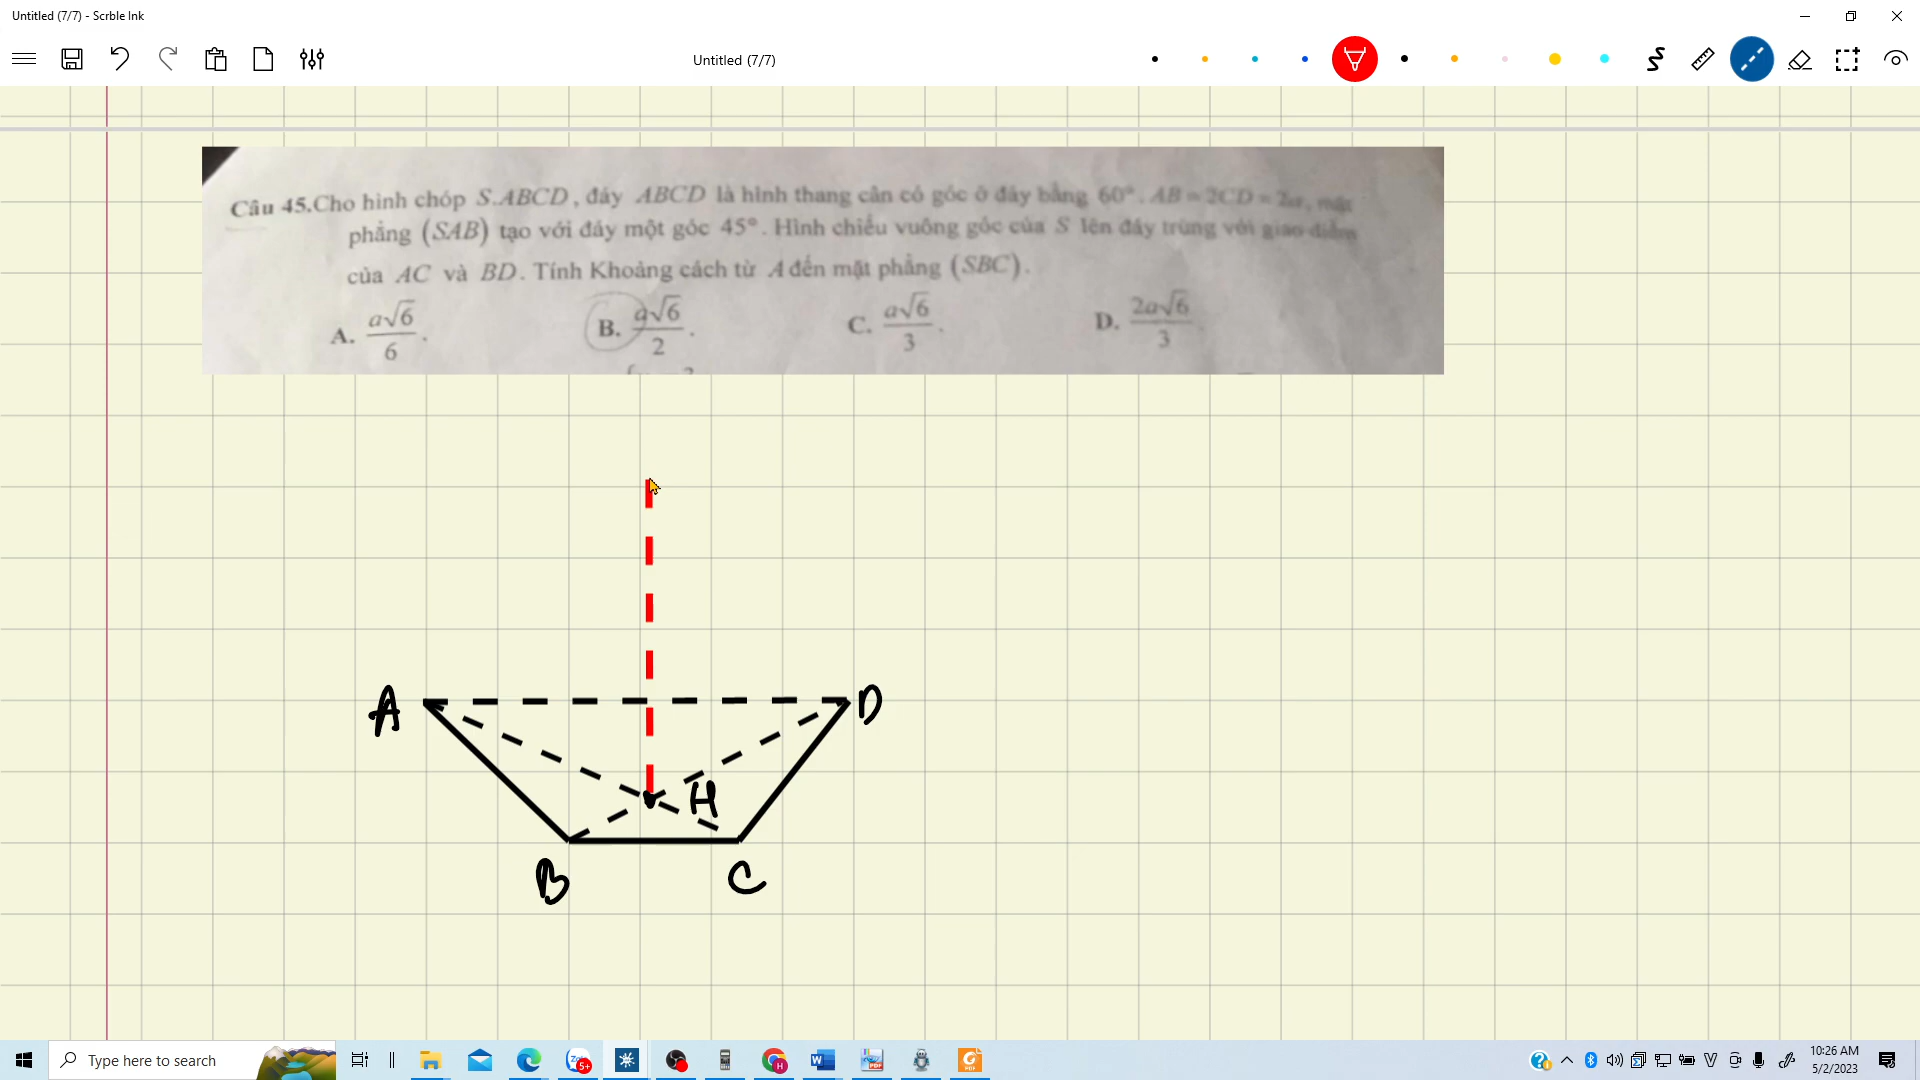 Untitled (7/7) - Scrble Ink
Untitled (7/7)
Câu 45.Cho hình chóp S.ABCD, đáy ABCD là hình thang cân có góc ở đáy bằng 60°. AB = 2CD = 2a, mặt
phẳng (SAB) tạo với đáy một góc 45°. Hình chiếu vuông góc của S lên đáy trùng với giao điểm
của AC và BD. Tính Khoảng cách từ A đến mặt phẳng (SBC).
A. a√6/6. B. a√6/2. C. a√6/3. D. 2a√6/3
A D
H
B C
Type here to search
10:26 AM
5/2/2023